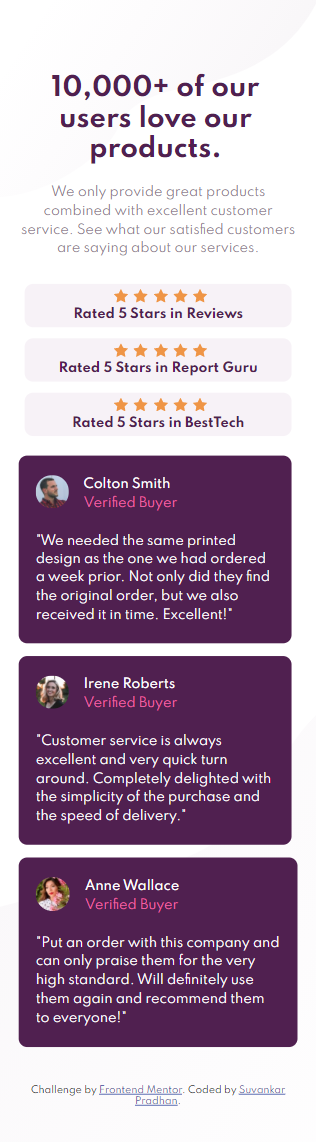 10,000+ of our
users love our
products.
We only provide great products
combined with excellent customer
service. See what our satisfied customers
are saying about our services.
Rated 5 Stars in Reviews
Rated 5 Stars in Report Guru
Rated 5 Stars in BestTech
Colton Smith
Verified Buyer
"We needed the same printed
design as the one we had ordered
a week prior. Not only did they find
the original order, but we also
received it in time. Excellent!"
Irene Roberts
Verified Buyer
"Customer service is always
excellent and very quick turn
around. Completely delighted with
the simplicity of the purchase and
the speed of delivery."
Anne Wallace
Verified Buyer
"Put an order with this company and
can only praise them for the very
high standard. Will definitely use
them again and recommend them
to everyone!"
Challenge by Frontend Mentor. Coded by Suvankar
Pradhan.